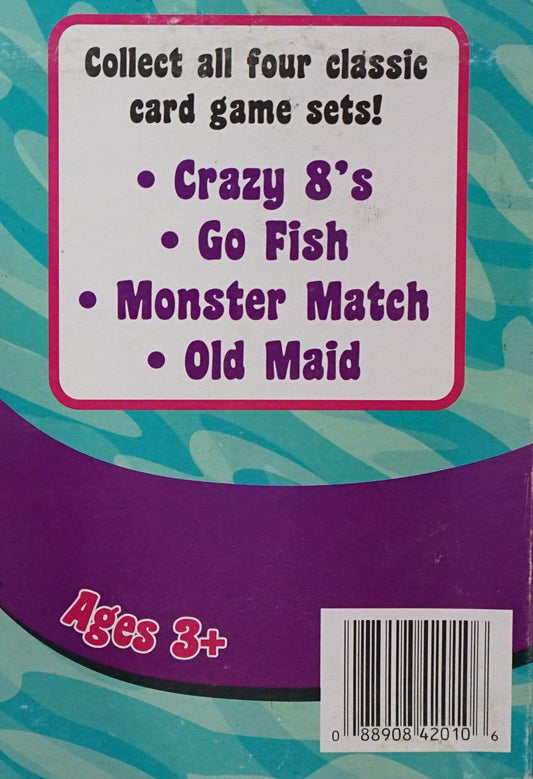 Collect all four classic
card game sets!
• Crazy 8's
• Go Fish
• Monster Match
• Old Maid
Ages 3+
0 88908 42010 6